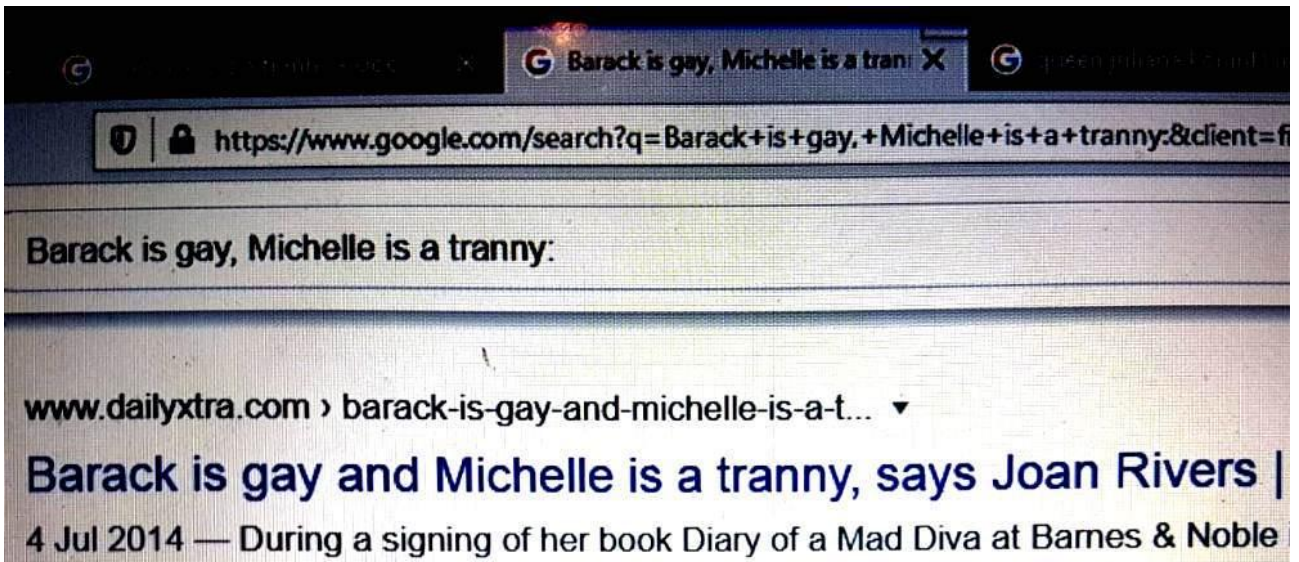 Barack is gay, Michelle is a tran
https://www.google.com/search?q=Barack+is+gay,+Michelle+is+a+tranny:&client=fi
Barack is gay, Michelle is a tranny:
www.dailyxtra.com › barack-is-gay-and-michelle-is-a-t...
Barack is gay and Michelle is a tranny, says Joan Rivers |
4 Jul 2014 — During a signing of her book Diary of a Mad Diva at Barnes & Noble